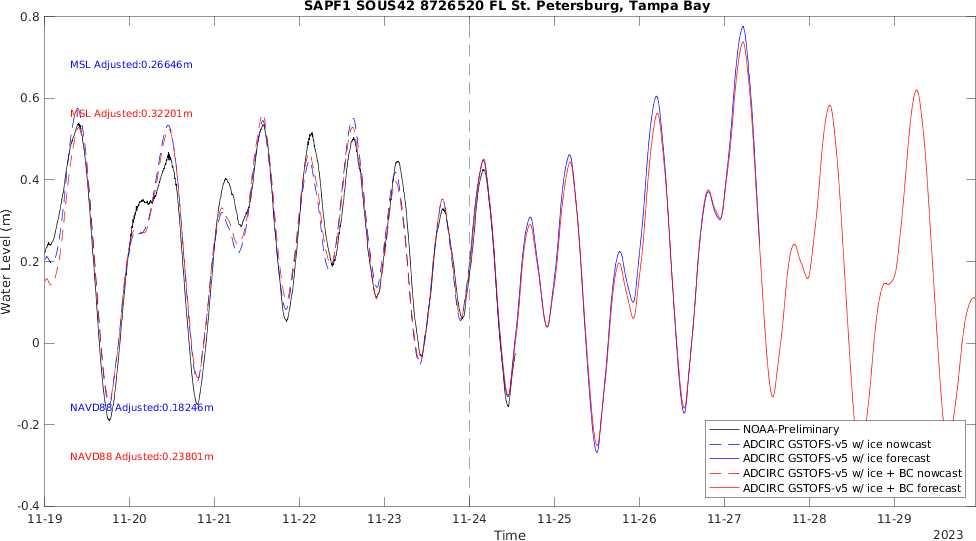 SAPF1 SOUS42 8726520 FL St. Petersburg, Tampa Bay
0.8
MSL Adjusted:0.26646m
0.6
MSL Adjusted:0.32201m
0.4
0.2
Water Level (m)
0
-0.2
NAVD88 Adjusted:0.18246m
NAVD88 Adjusted:0.23801m
-0.4
NOAA-Preliminary
ADCIRC GSTOFS-v5 w/ ice nowcast
ADCIRC GSTOFS-v5 w/ ice forecast
ADCIRC GSTOFS-v5 w/ ice + BC nowcast
ADCIRC GSTOFS-v5 w/ ice + BC forecast
11-19 11-20 11-21 11-22 11-23 11-24 11-25 11-26 11-27 11-28 11-29
Time
2023